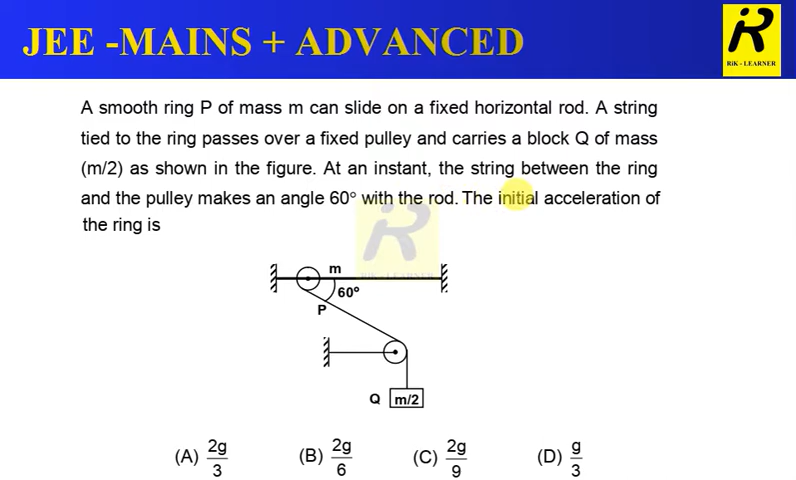 JEE -MAINS + ADVANCED
RiK - LEARNER
A smooth ring P of mass m can slide on a fixed horizontal rod. A string
tied to the ring passes over a fixed pulley and carries a block Q of mass
(m/2) as shown in the figure. At an instant, the string between the ring
and the pulley makes an angle 60° with the rod. The initial acceleration of
the ring is
RiK - LEARNER
m
60º
P
Q m/2
(A) 2g/3 (B) 2g/6 (C) 2g/9 (D) g/3